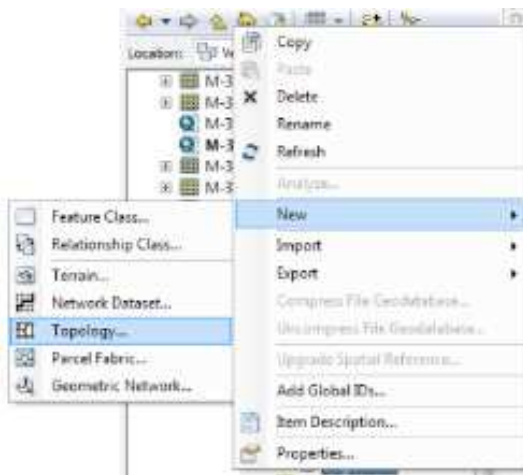 Location:
M-3
M-3
M-3
M-3
M-3
M-3
Copy
Paste
Delete
Rename
Refresh
Analyze...
New
Import
Export
Compress File Geodatabase...
Uncompress File Geodatabase...
Upgrade Spatial Reference...
Add Global IDs...
Item Description...
Properties...
Feature Class...
Relationship Class...
Terrain...
Network Dataset...
Topology...
Parcel Fabric...
Geometric Network...